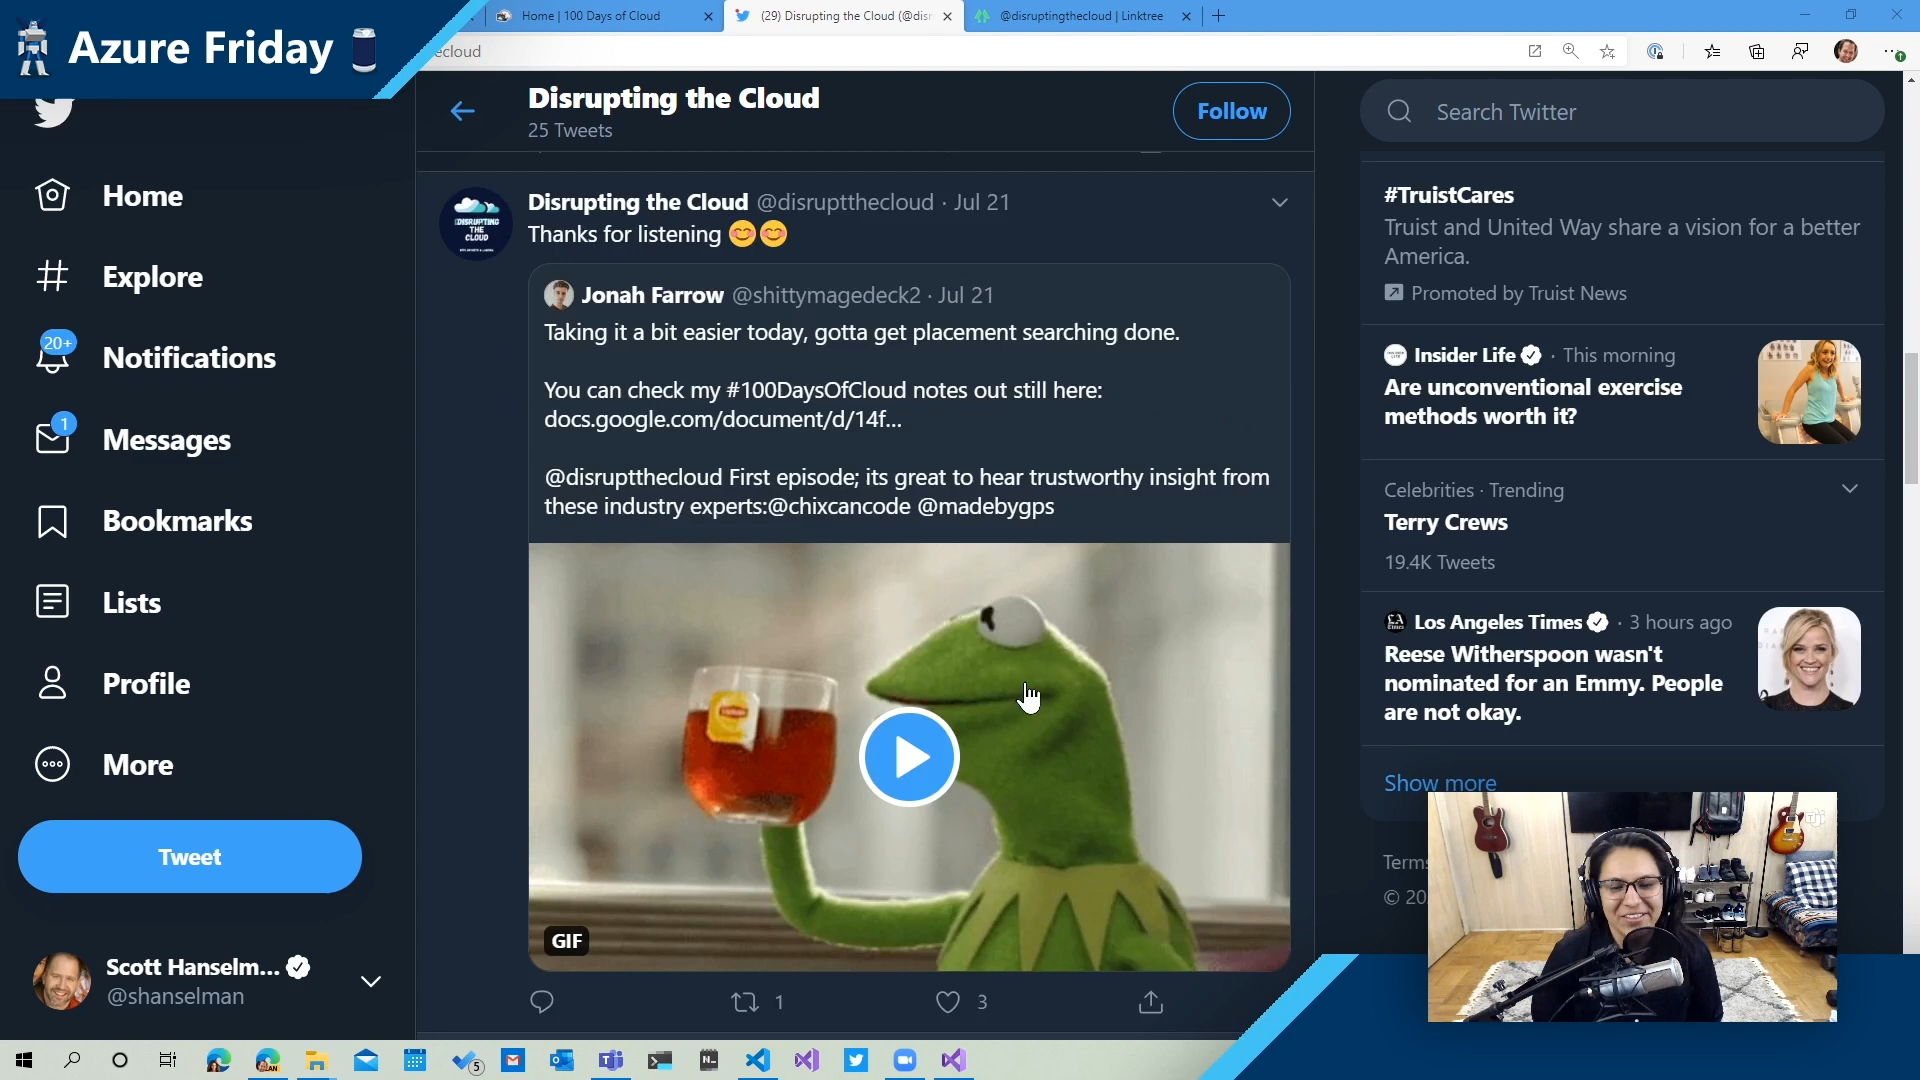 Azure Friday
Home | 100 Days of Cloud
(29) Disrupting the Cloud (@disr
@disruptingthecloud | Linktree
ecloud
Disrupting the Cloud
25 Tweets
Follow
Search Twitter
Home
Explore
20+
Notifications
1
Messages
Bookmarks
Lists
Profile
More
Tweet
Scott Hanselm...
@shanselman
DISRUPTING
THE
CLOUD
Disrupting the Cloud @disruptthecloud · Jul 21
Thanks for listening 😊😊
Jonah Farrow @shittymagedeck2 · Jul 21
Taking it a bit easier today, gotta get placement searching done.
You can check my #100DaysOfCloud notes out still here:
docs.google.com/document/d/14f...
@disruptthecloud First episode; its great to hear trustworthy insight from
these industry experts:@chixcancode @madebygps
GIF
1
3
#TruistCares
Truist and United Way share a vision for a better
America.
Promoted by Truist News
Insider Life · This morning
Are unconventional exercise
methods worth it?
Celebrities · Trending
Terry Crews
19.4K Tweets
Los Angeles Times · 3 hours ago
Reese Witherspoon wasn't
nominated for an Emmy. People
are not okay.
Show more
Terms
© 20
5